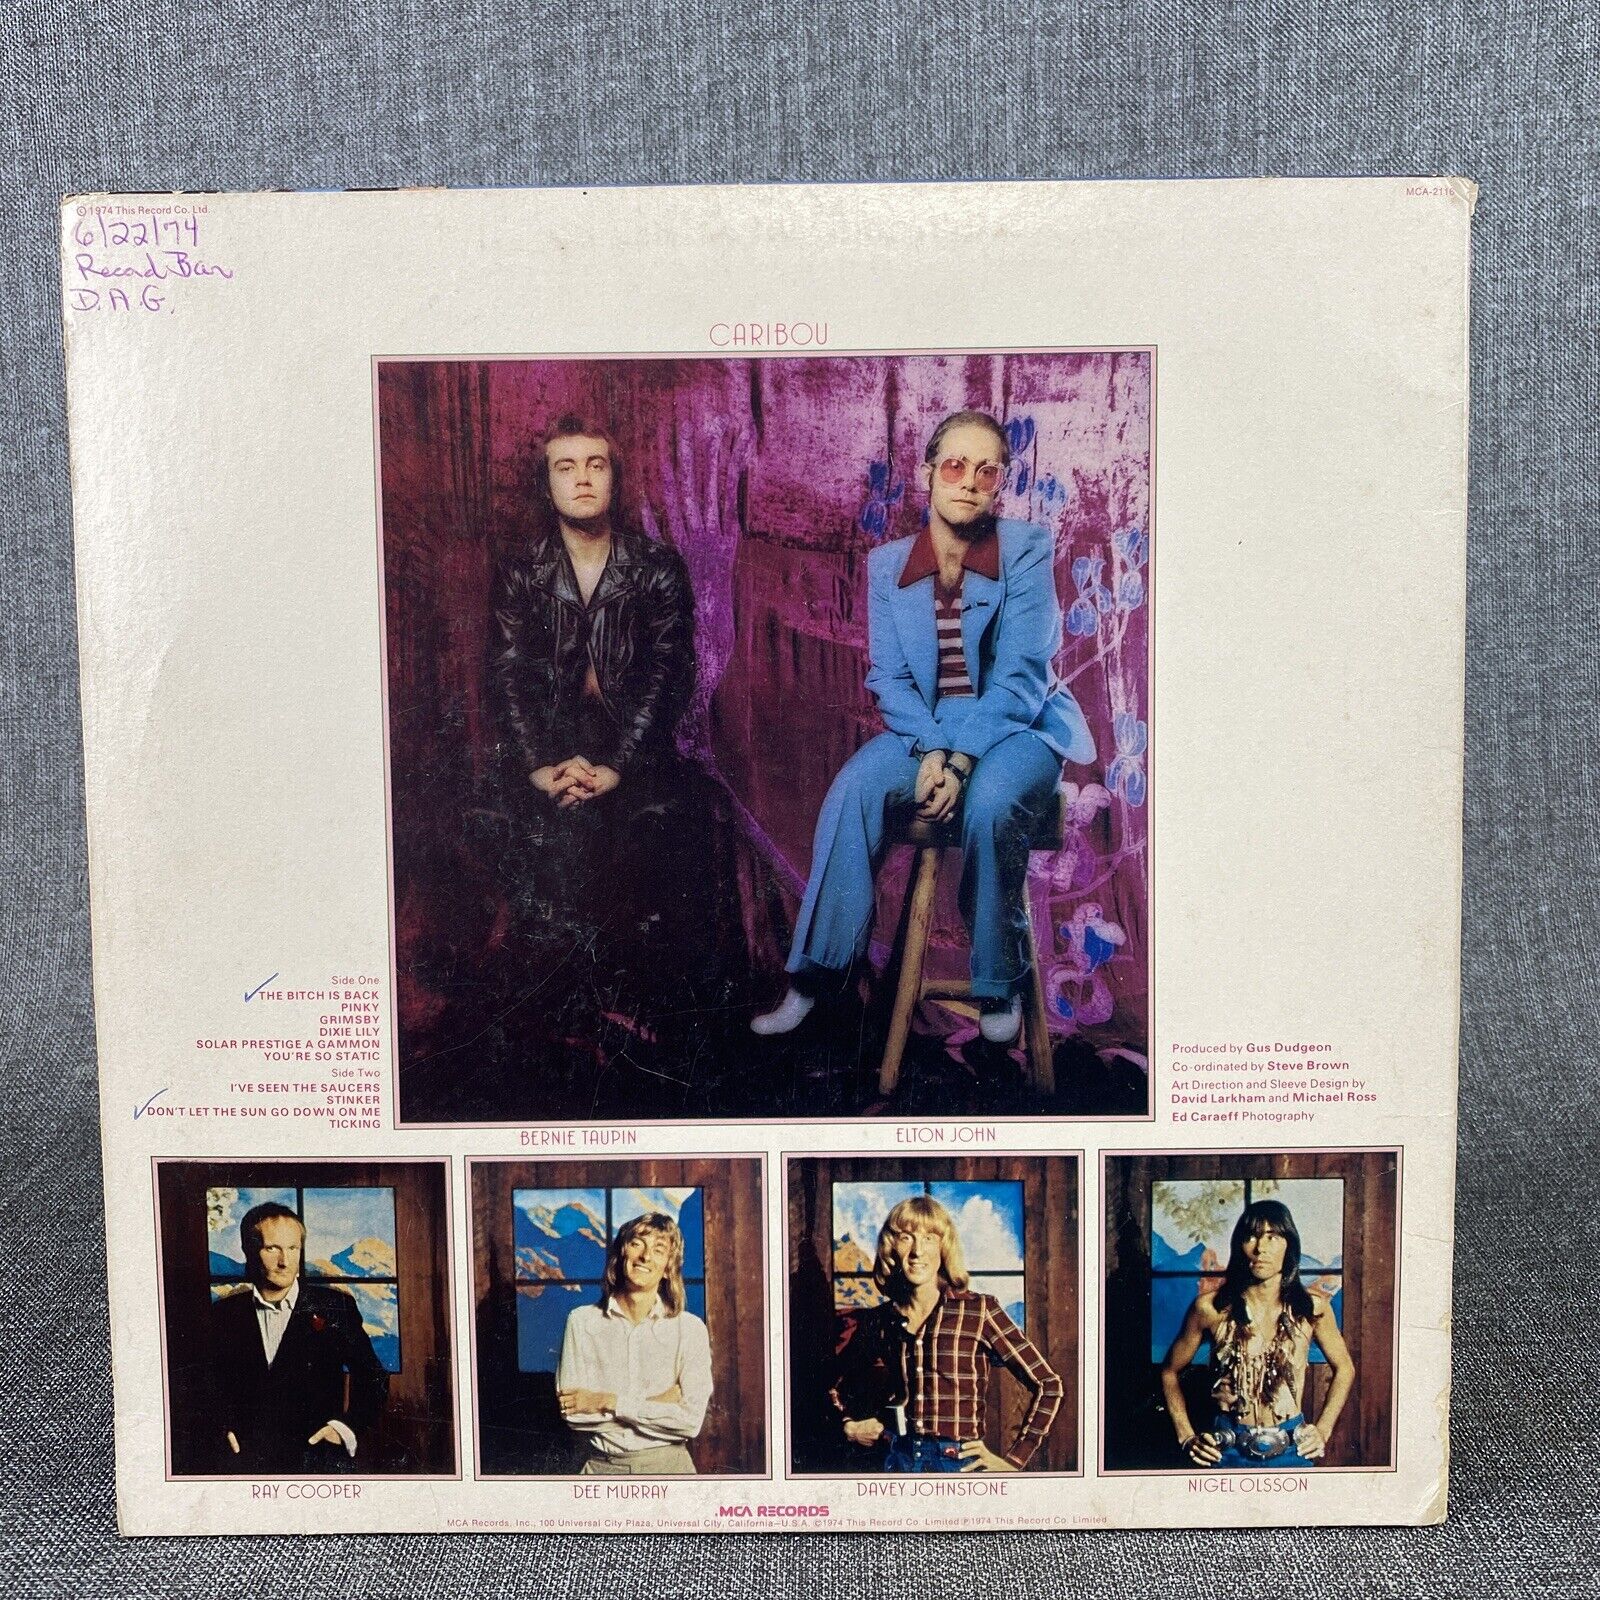 ©1974 This Record Co. Ltd.
MCA-2116
6/22/74
Record Bar
D.A.G.
CARIBOU
Side One
✓THE BITCH IS BACK
PINKY
GRIMSBY
DIXIE LILY
SOLAR PRESTIGE A GAMMON
YOU'RE SO STATIC
Side Two
I'VE SEEN THE SAUCERS
STINKER
✓DON'T LET THE SUN GO DOWN ON ME
TICKING
Produced by Gus Dudgeon
Co-ordinated by Steve Brown
Art Direction and Sleeve Design by
David Larkham and Michael Ross
Ed Caraeff Photography
BERNIE TAUPIN
ELTON JOHN
RAY COOPER
DEE MURRAY
DAVEY JOHNSTONE
NIGEL OLSSON
MCA RECORDS
MCA Records, Inc., 100 Universal City Plaza, Universal City, California—U.S.A. ©1974 This Record Co. Limited ℗1974 This Record Co. Limited